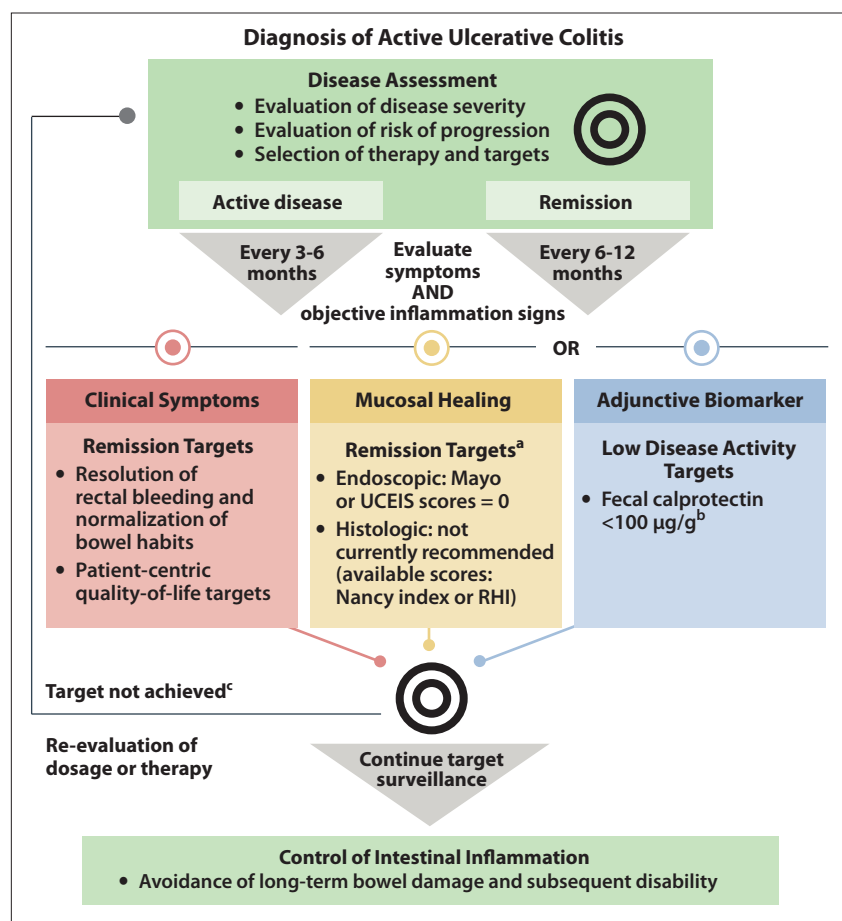 Diagnosis of Active Ulcerative Colitis
Disease Assessment
• Evaluation of disease severity
• Evaluation of risk of progression
• Selection of therapy and targets
Active disease
Remission
Every 3-6
months
Evaluate
symptoms
AND
objective inflammation signs
Every 6-12
months
OR
Clinical Symptoms
Remission Targets
• Resolution of
rectal bleeding and
normalization of
bowel habits
• Patient-centric
quality-of-life targets
Mucosal Healing
Remission Targetsᵃ
• Endoscopic: Mayo
or UCEIS scores = 0
• Histologic: not
currently recommended
(available scores:
Nancy index or RHI)
Adjunctive Biomarker
Low Disease Activity
Targets
• Fecal calprotectin
<100 µg/gᵇ
Target not achievedᶜ
Re-evaluation of
dosage or therapy
Continue target
surveillance
Control of Intestinal Inflammation
• Avoidance of long-term bowel damage and subsequent disability